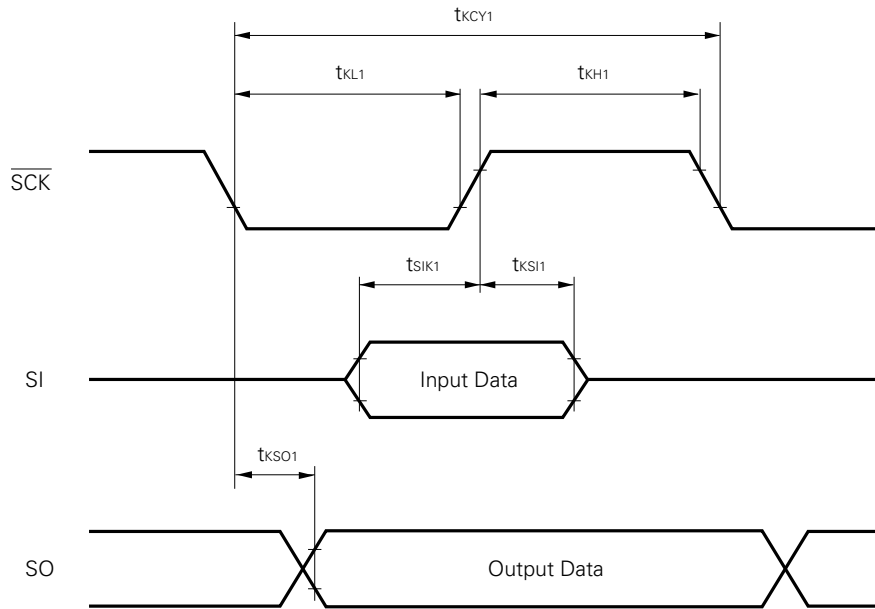 tKCY1
tKL1 tKH1
SCK
tSIK1 tKSI1
SI Input Data
tKSO1
SO Output Data